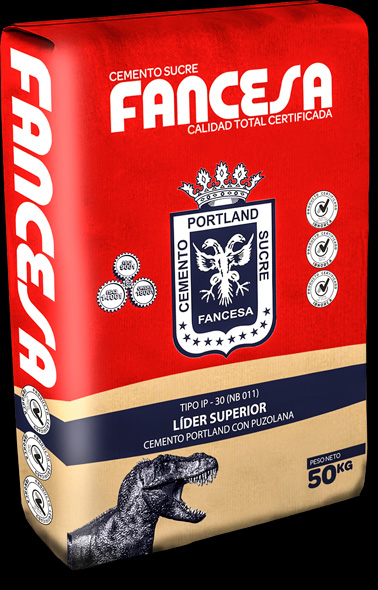 CEMENTO SUCRE
FANCESA
CALIDAD TOTAL CERTIFICADA
FANCESA
PORTLAND
CEMENTO
SUCRE
FANCESA
TIPO IP - 30 (NB 011)
LÍDER SUPERIOR
CEMENTO PORTLAND CON PUZOLANA
PESO NETO
50KG